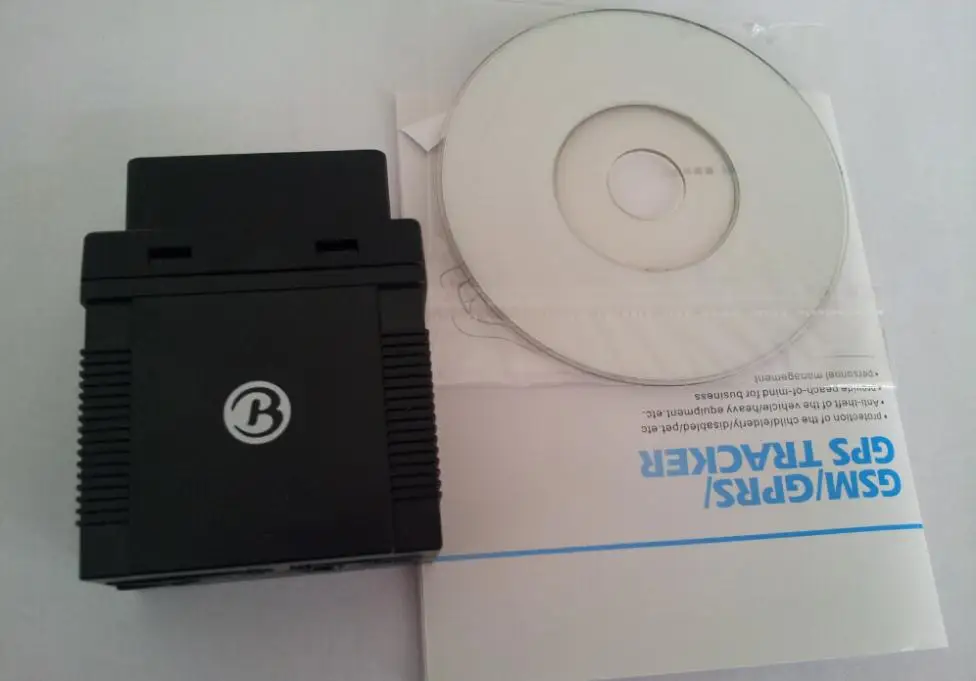 B
GSM/GPRS/
GPS TRACKER
• protection of the child/elderly/disabled/pet.etc
• Anti-theft of the vehicle/heavy equipment.etc.
• provide peach-of-mind for business
• personnel management